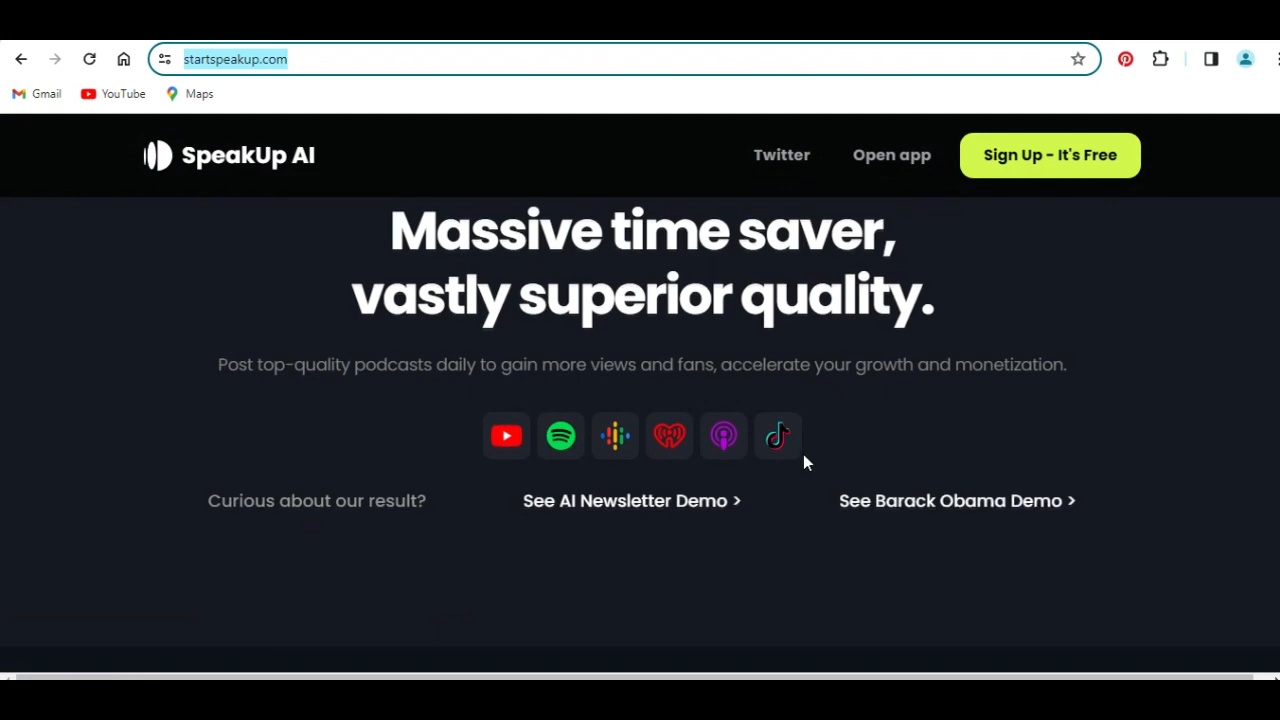 startspeakup.com
Gmail YouTube Maps
SpeakUp AI Twitter Open app Sign Up - It's Free
Massive time saver,
vastly superior quality.
Post top-quality podcasts daily to gain more views and fans, accelerate your growth and monetization.
Curious about our result? See AI Newsletter Demo > See Barack Obama Demo >